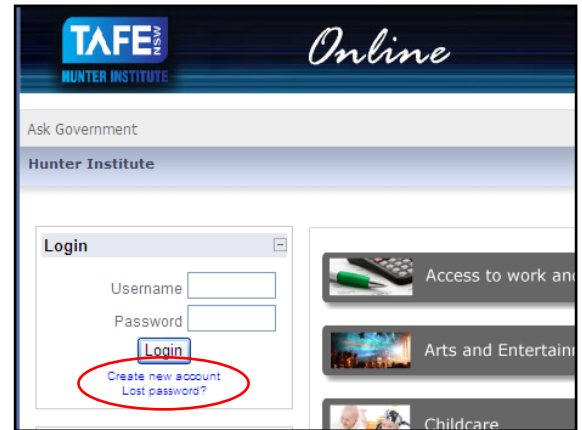 TAFE NSW
HUNTER INSTITUTE
Online
Ask Government
Hunter Institute
Login
Username
Password
Login
Create new account
Lost password?
Access to work and
Arts and Entertain
Childcare